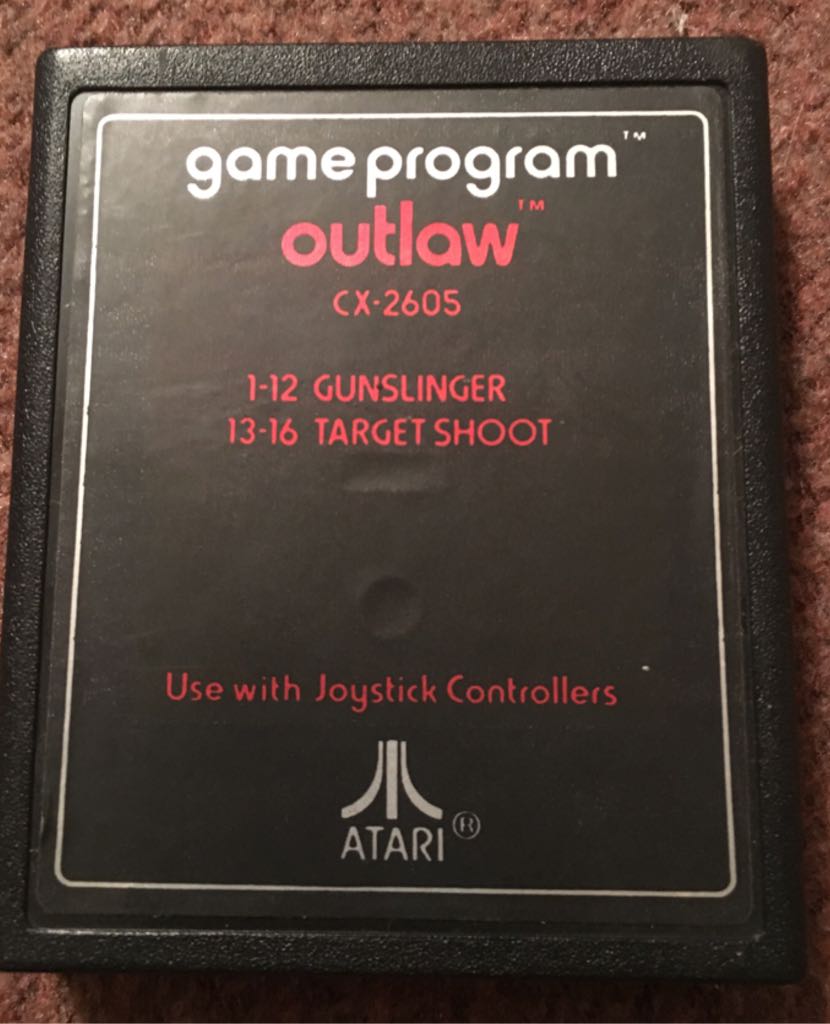 game program™
outlaw™
CX-2605
1-12 GUNSLINGER
13-16 TARGET SHOOT
Use with Joystick Controllers
ATARI®